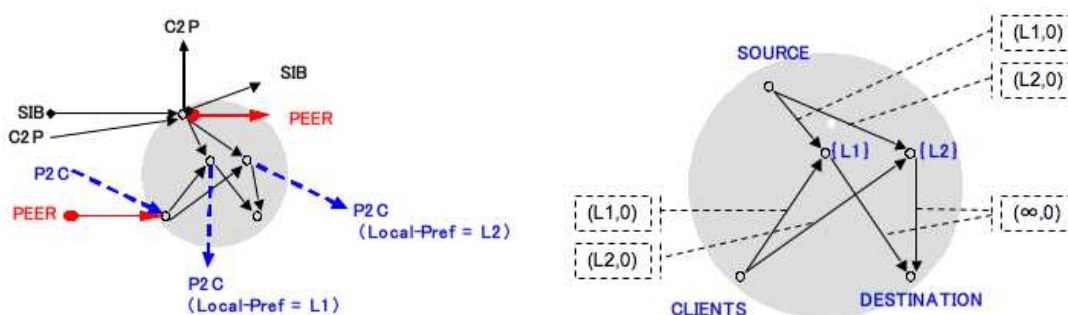 C2P
SIB
SIB
PEER
C2P
P2C
PEER
P2C
(Local-Pref = L2)
P2C
(Local-Pref = L1)
SOURCE
(L1,0)
(L2,0)
[L1]
[L2]
(L1,0)
(L2,0)
(∞,0)
CLIENTS
DESTINATION